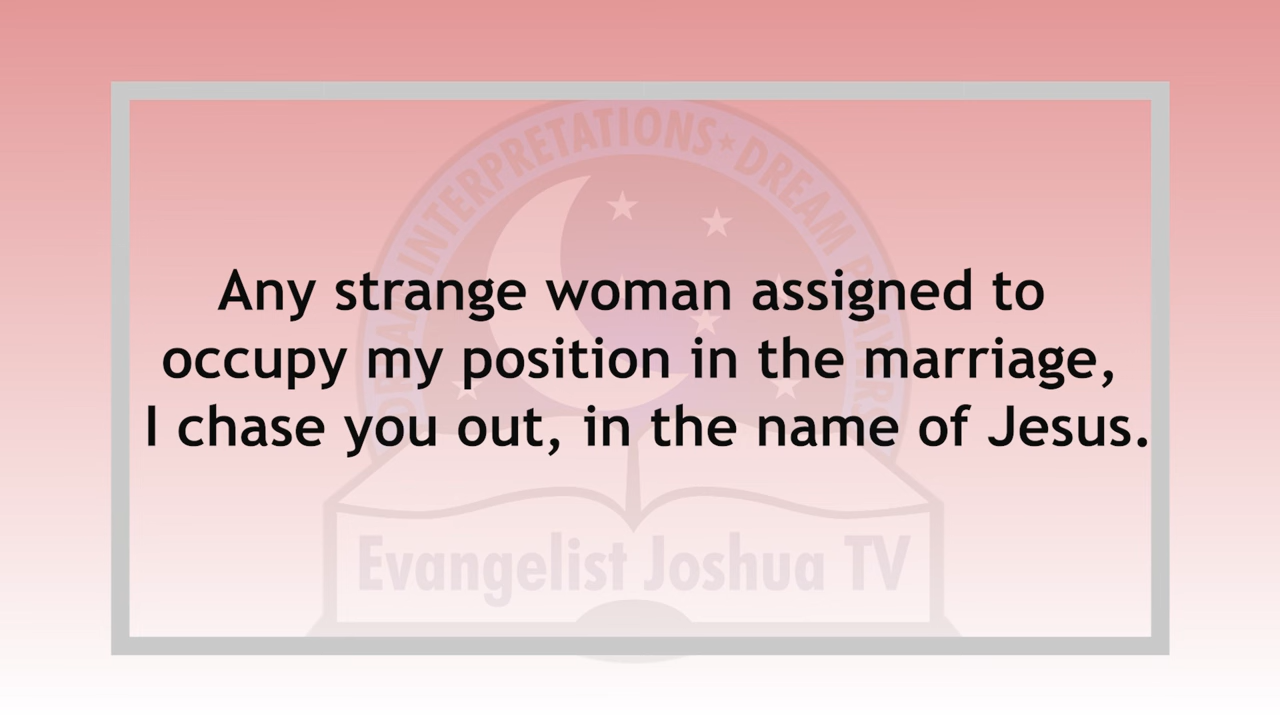 INTERPRETATIONS★DREAM
Any strange woman assigned to
occupy my position in the marriage,
I chase you out, in the name of Jesus.
Evangelist Joshua TV